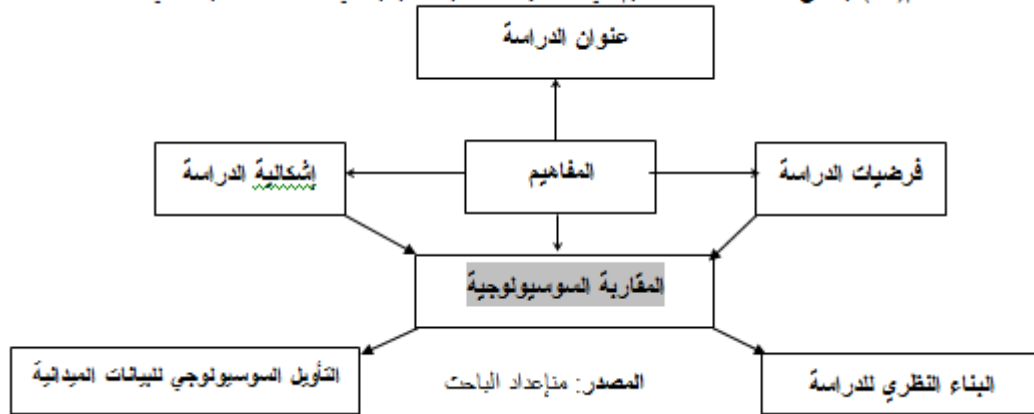 عنوان الدراسة
فرضيات الدراسة
المفاهيم
إشكالية الدراسة
المقاربة السوسيولوجية
البناء النظري للدراسة
المصدر: منإعداد الباحث
التأويل السوسيولوجي للبيانات الميدانية